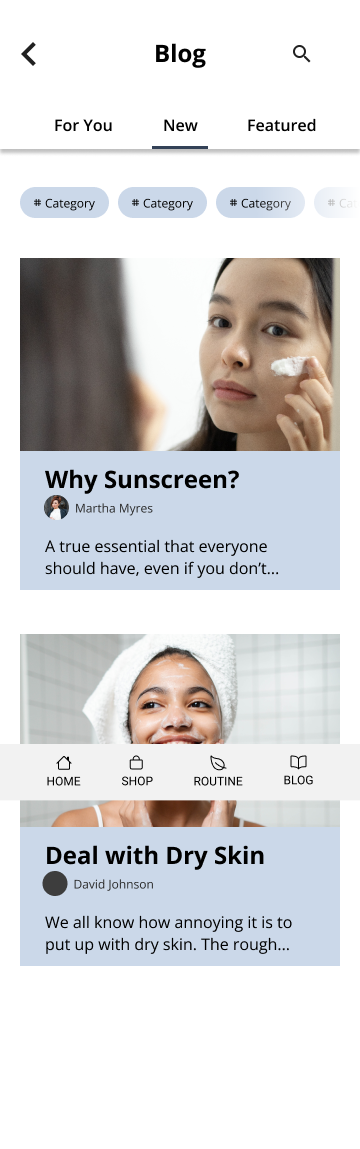 Blog
For You New Featured
# Category # Category # Category #
Why Sunscreen?
Martha Myres
A true essential that everyone
should have, even if you don't...
HOME SHOP ROUTINE BLOG
Deal with Dry Skin
David Johnson
We all know how annoying it is to
put up with dry skin. The rough...